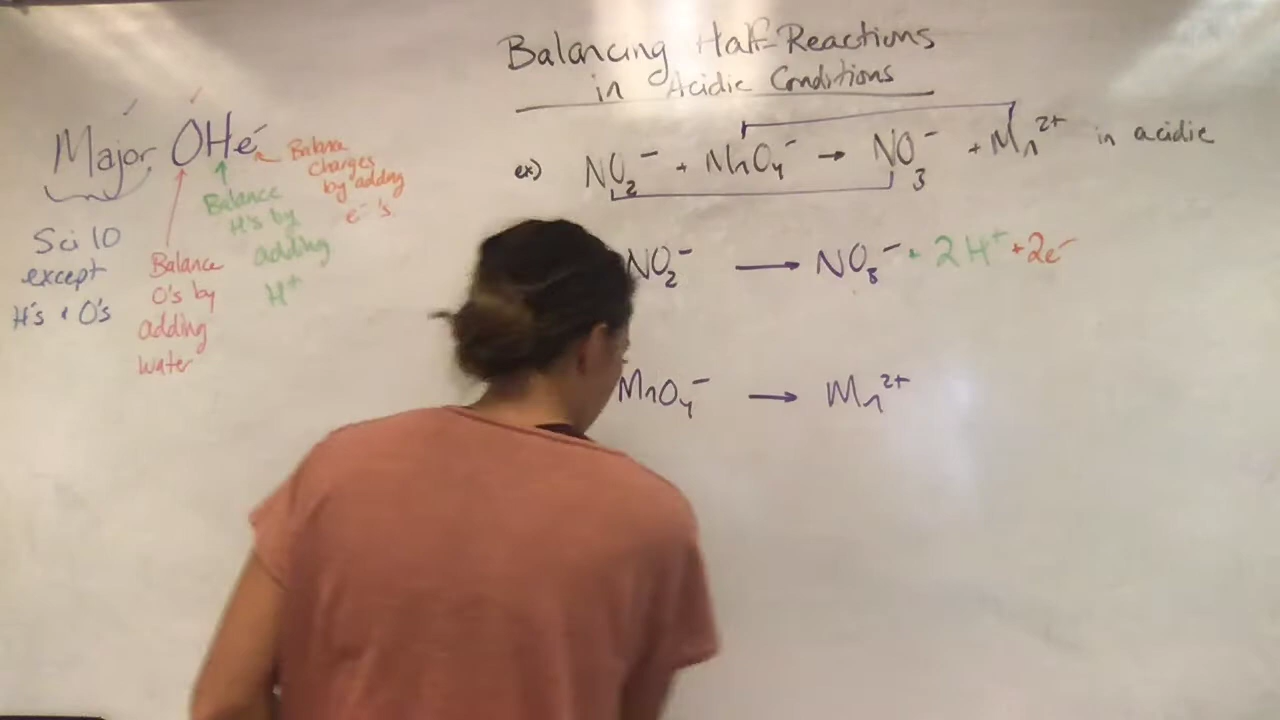 Balancing Half-Reactions
in Acidic Conditions
Major OHe⁻
Sci 10
except
H's + O's
Balance
O's by
adding
water
Balance
H's by
adding
H⁺
Balance
charges
by adding
e⁻'s
ex) NO₂⁻ + MnO₄⁻ → NO₃⁻ + Mn²⁺ in acidic
NO₂⁻ → NO₃⁻ + 2H⁺ + 2e⁻
MnO₄⁻ → Mn²⁺